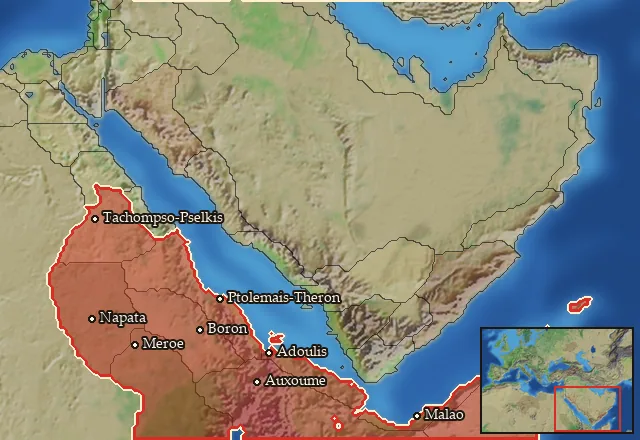 Tachompso-Pselkis
Ptolemais-Theron
Napata
Boron
Meroe
Adoulis
Auxoume
Malao